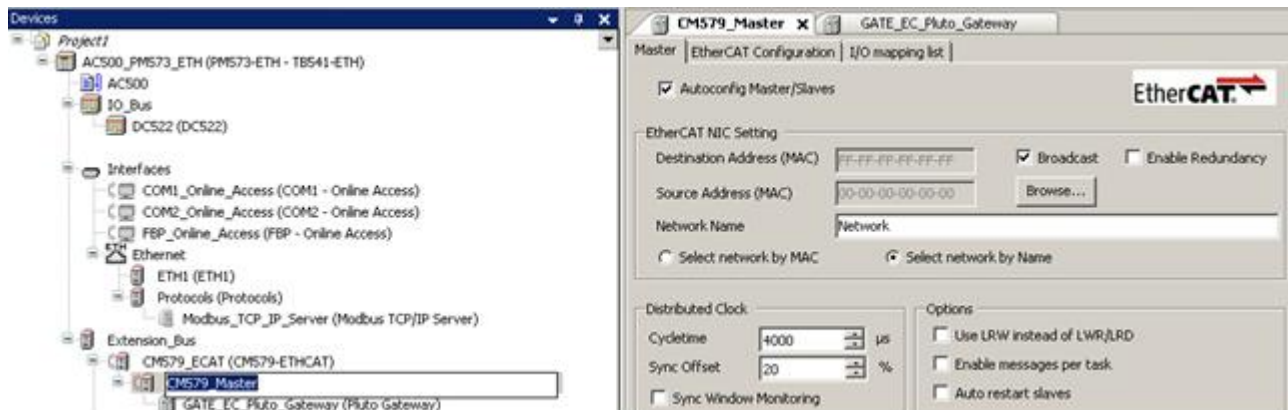 Devices
Project1
AC500_PM573_ETH (PM573-ETH - TB541-ETH)
AC500
IO_Bus
DC522 (DC522)
Interfaces
COM1_Online_Access (COM1 - Online Access)
COM2_Online_Access (COM2 - Online Access)
FBP_Online_Access (FBP - Online Access)
ETH
Ethernet
ETH1 (ETH1)
Protocols (Protocols)
Modbus_TCP_IP_Server (Modbus TCP/IP Server)
Extension_Bus
CM579_ECAT (CM579-ETHCAT)
CM579_Master
GATE_EC_Pluto_Gateway (Pluto Gateway)
CM579_Master X GATE_EC_Pluto_Gateway
Master EtherCAT Configuration I/O mapping list
Autoconfig Master/Slaves
EtherCAT
EtherCAT NIC Setting
Destination Address (MAC) FF-FF-FF-FF-FF-FF Broadcast Enable Redundancy
Source Address (MAC) 00-00-00-00-00-00 Browse...
Network Name Network
Select network by MAC Select network by Name
Distributed Clock Options
Cycletime 4000 µs Use LRW instead of LWR/LRD
Sync Offset 20 % Enable messages per task
Sync Window Monitoring Auto restart slaves